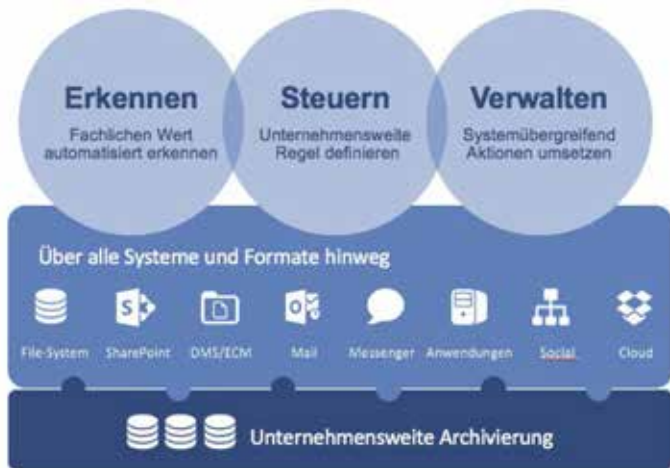 Erkennen
Fachlichen Wert
automatisiert erkennen
Steuern
Unternehmensweite
Regel definieren
Verwalten
Systemübergreifend
Aktionen umsetzen
Über alle Systeme und Formate hinweg
File-System
SharePoint
DMS/ECM
Mail
Messenger
Anwendungen
Social
Cloud
Unternehmensweite Archivierung